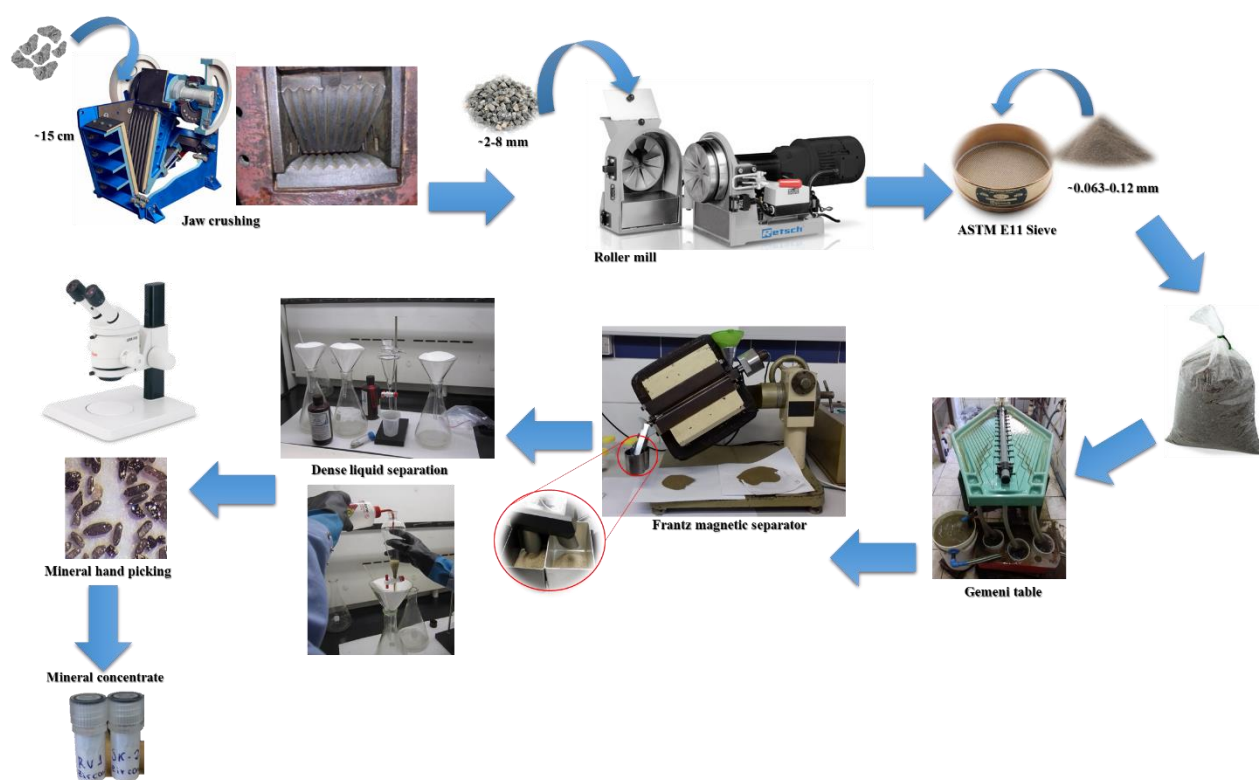 ~15 cm
Jaw crushing
~2-8 mm
Retsch
Roller mill
ASTM E11 Sieve
~0.063-0.12 mm
Dense liquid separation
Frantz magnetic separator
Gemeni table
Mineral hand picking
Mineral concentrate
RV1